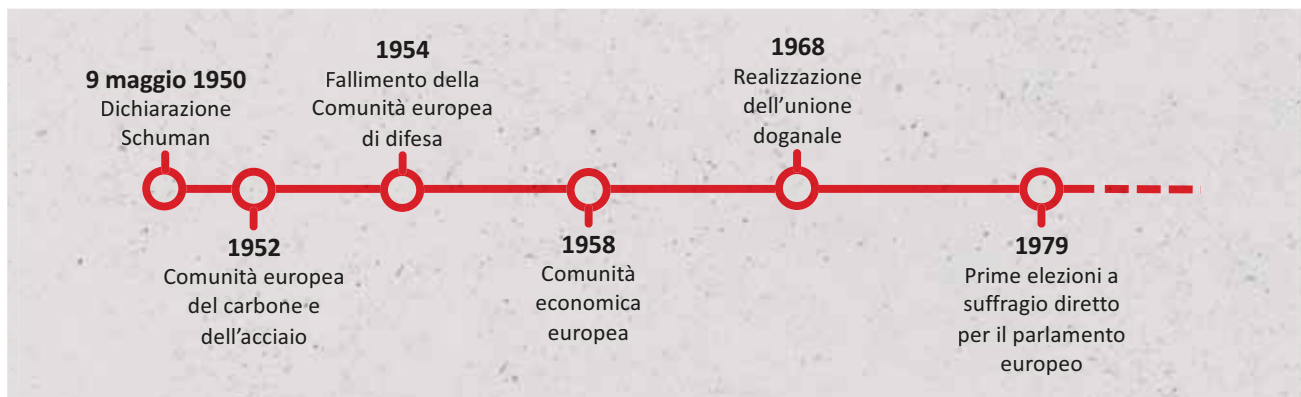 9 maggio 1950
Dichiarazione
Schuman
1952
Comunità europea
del carbone e
dell’acciaio
1954
Fallimento della
Comunità europea
di difesa
1958
Comunità
economica
europea
1968
Realizzazione
dell’unione
doganale
1979
Prime elezioni a
suffragio diretto
per il parlamento
europeo